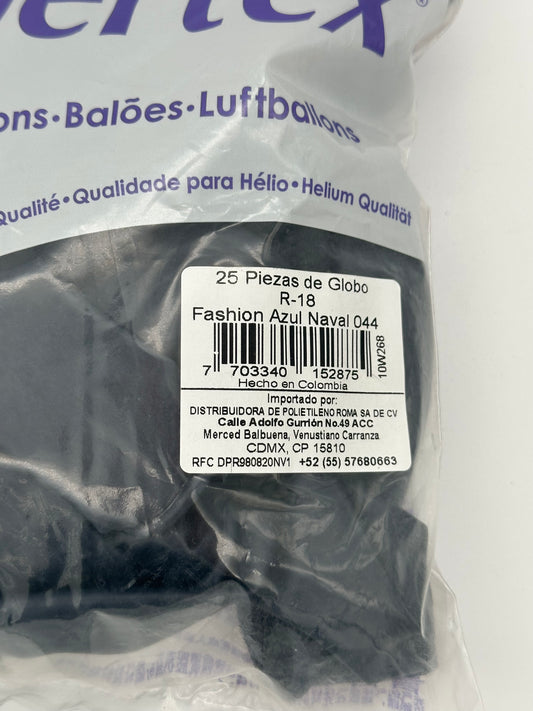 ons•Balões•Luftballons
Qualité•Qualidade para Hélio•Helium Qualität
25 Piezas de Globo
R-18
Fashion Azul Naval 044
7 703340 152875
10W268
Hecho en Colombia
Importado por:
DISTRIBUIDORA DE POLIETILENO ROMA SA DE CV
Calle Adolfo Gurrión No.49 ACC
Merced Balbuena, Venustiano Carranza
CDMX, CP 15810
RFC DPR980820NV1 +52 (55) 57680663